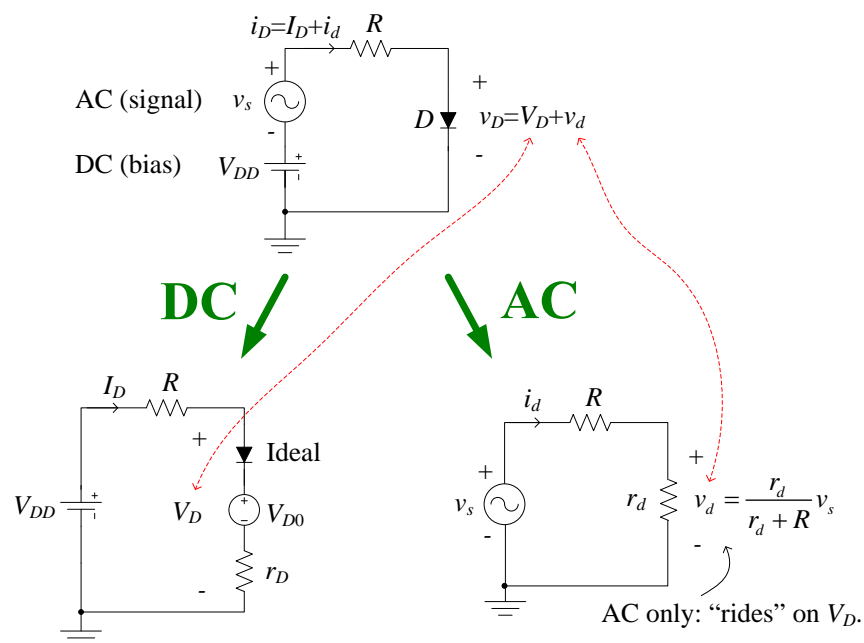 i_D=I_D+i_d
R
+
AC (signal)
v_s
-
D
+
v_D=V_D+v_d
-
DC (bias)
V_DD
+
-
DC
AC
I_D
R
+
Ideal
V_DD
+
-
V_D
+
-
V_D0
-
r_D
i_d
R
+
v_s
-
r_d
+
v_d = r_d / (r_d + R) v_s
-
AC only: “rides” on V_D.